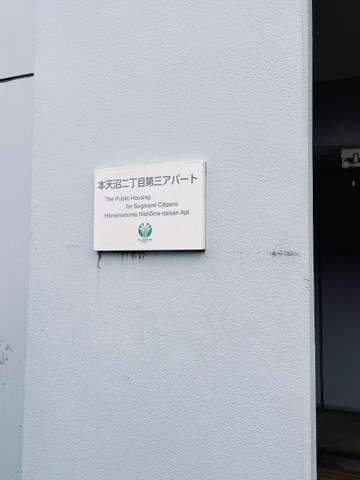 本天沼二丁目第三アパート
The Public Housing
for Suginami Citizens
Honamanuma Nichōme-daisan Apt.